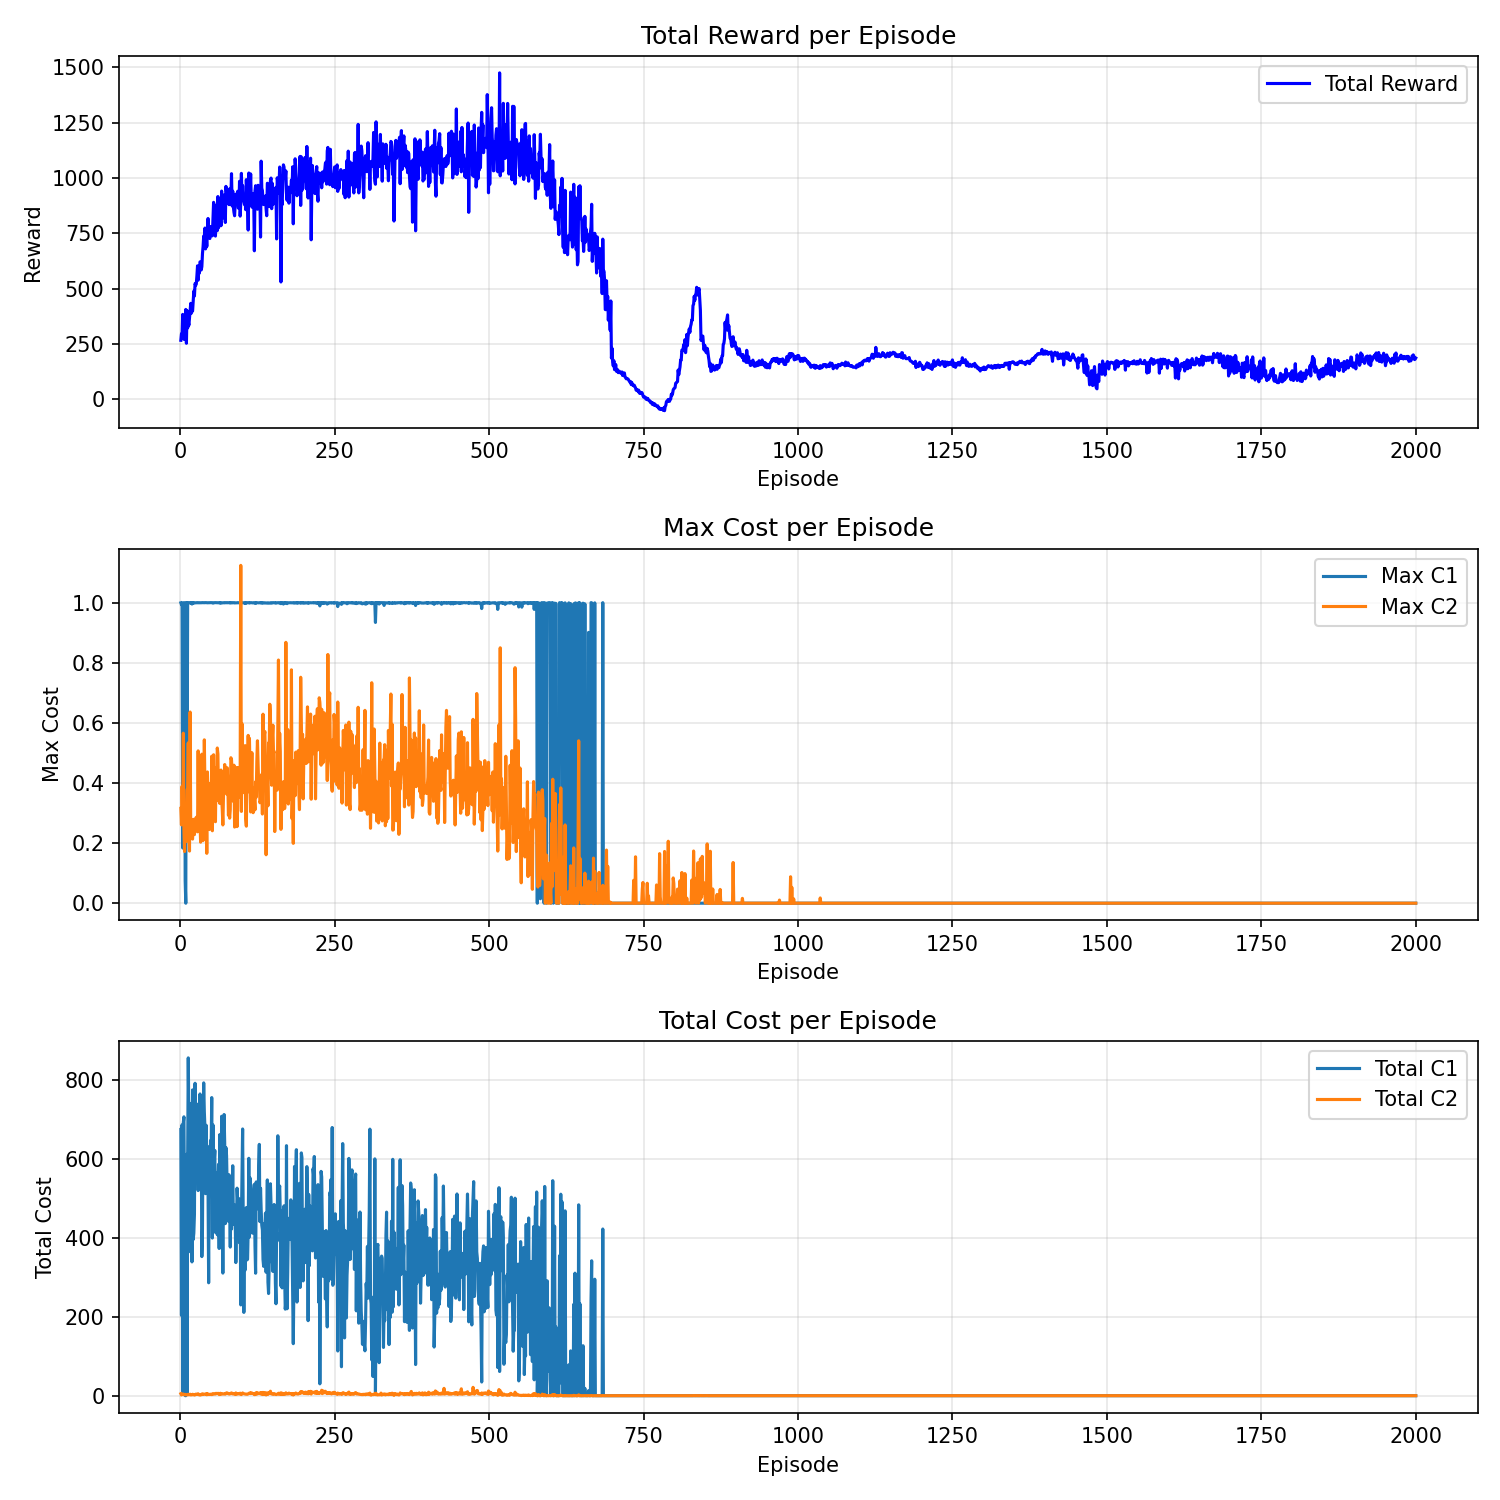 Total Reward per Episode
1500
1250
1000
750
500
250
0
Reward
Total Reward
0 250 500 750 1000 1250 1500 1750 2000
Episode
Max Cost per Episode
1.0
0.8
0.6
0.4
0.2
0.0
Max Cost
Max C1
Max C2
0 250 500 750 1000 1250 1500 1750 2000
Episode
Total Cost per Episode
800
600
400
200
0
Total Cost
Total C1
Total C2
0 250 500 750 1000 1250 1500 1750 2000
Episode